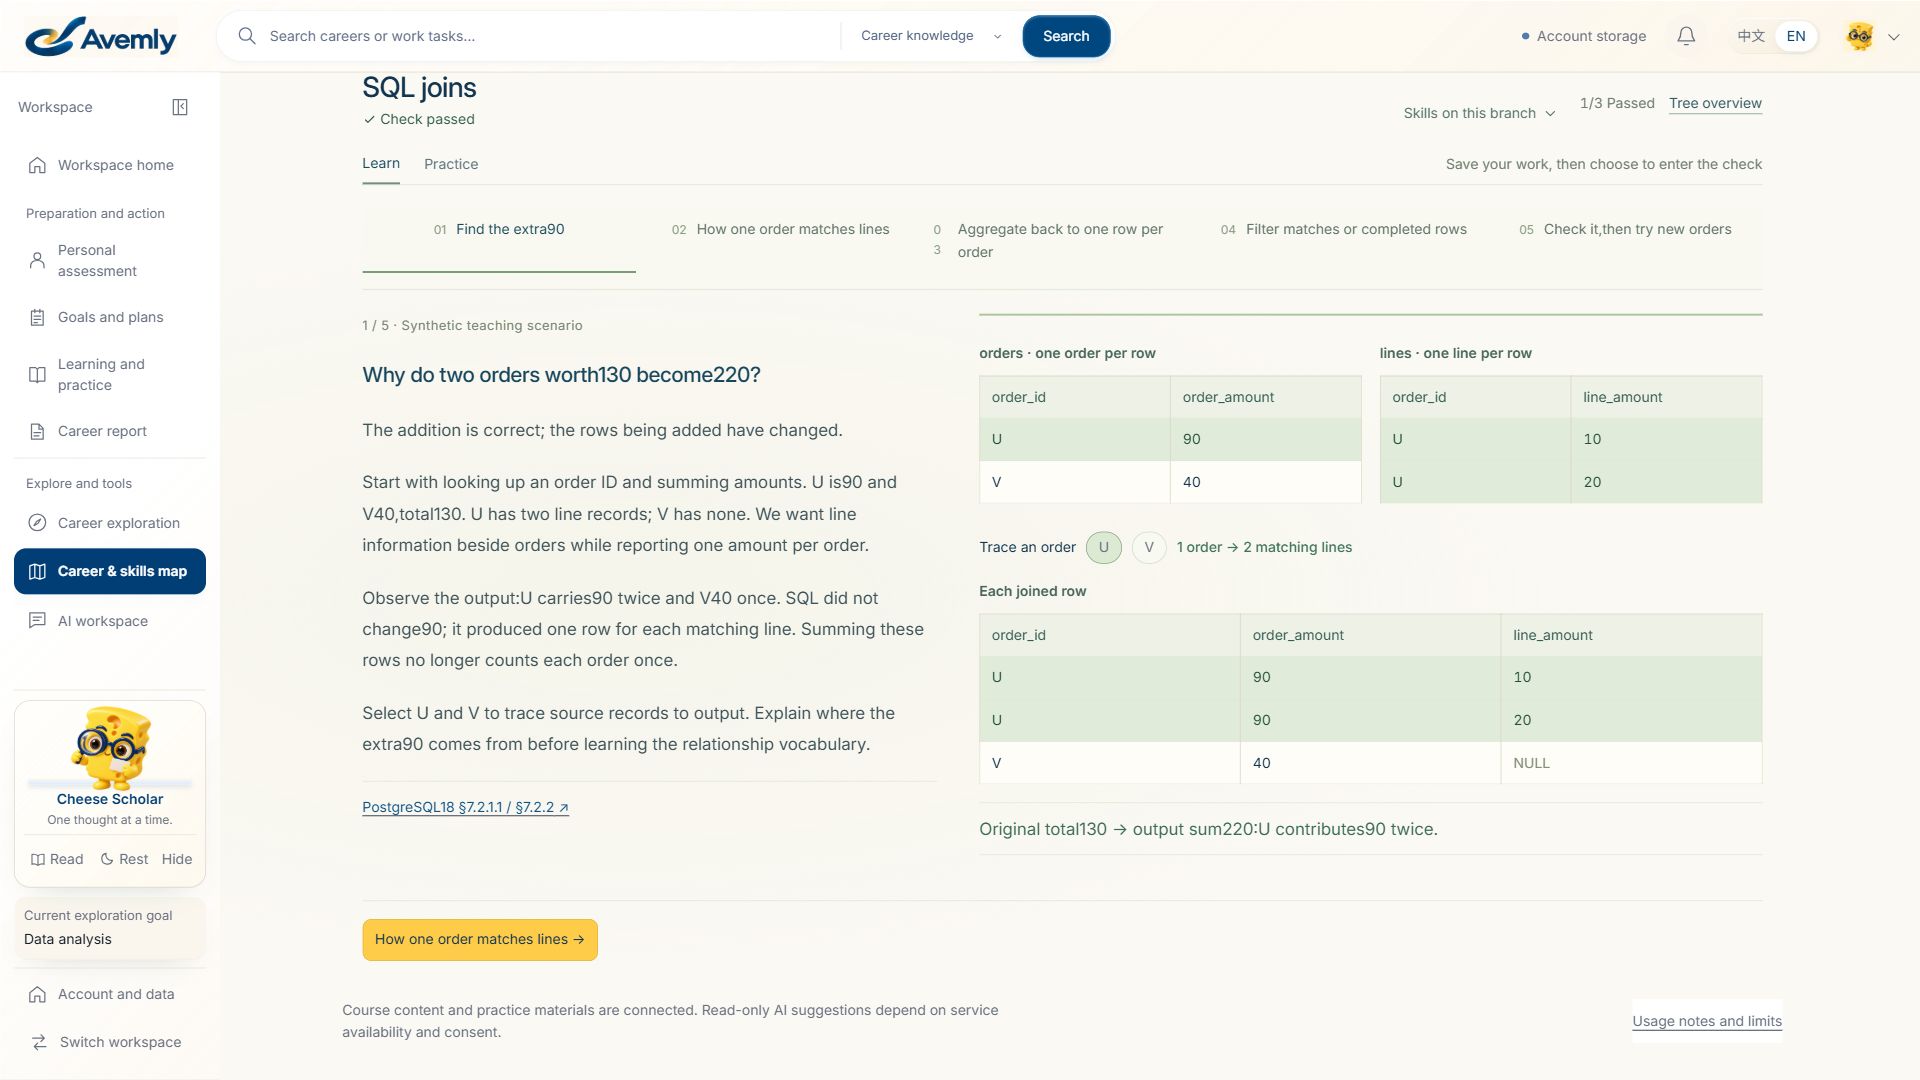 Avemly
Search careers or work tasks...
Career knowledge
Search
Account storage
中文
EN
Workspace
Workspace home
Preparation and action
Personal
assessment
Goals and plans
Learning and
practice
Career report
Explore and tools
Career exploration
Career & skills map
AI workspace
Cheese Scholar
One thought at a time.
Read
Rest
Hide
Current exploration goal
Data analysis
Account and data
Switch workspace
SQL joins
Check passed
Skills on this branch
1/3 Passed
Tree overview
Learn
Practice
Save your work, then choose to enter the check
01 Find the extra90
02 How one order matches lines
03 Aggregate back to one row per
order
04 Filter matches or completed rows
05 Check it,then try new orders
1 / 5 · Synthetic teaching scenario
Why do two orders worth130 become220?
The addition is correct; the rows being added have changed.
Start with looking up an order ID and summing amounts. U is90 and
V40,total130. U has two line records; V has none. We want line
information beside orders while reporting one amount per order.
Observe the output:U carries90 twice and V40 once. SQL did not
change90; it produced one row for each matching line. Summing these
rows no longer counts each order once.
Select U and V to trace source records to output. Explain where the
extra90 comes from before learning the relationship vocabulary.
PostgreSQL18 §7.2.1.1 / §7.2.2 ↗
orders · one order per row
order_id order_amount
U 90
V 40
lines · one line per row
order_id line_amount
U 10
U 20
Trace an order U V 1 order → 2 matching lines
Each joined row
order_id order_amount line_amount
U 90 10
U 90 20
V 40 NULL
Original total130 → output sum220:U contributes90 twice.
How one order matches lines →
Course content and practice materials are connected. Read-only AI suggestions depend on service
availability and consent.
Usage notes and limits